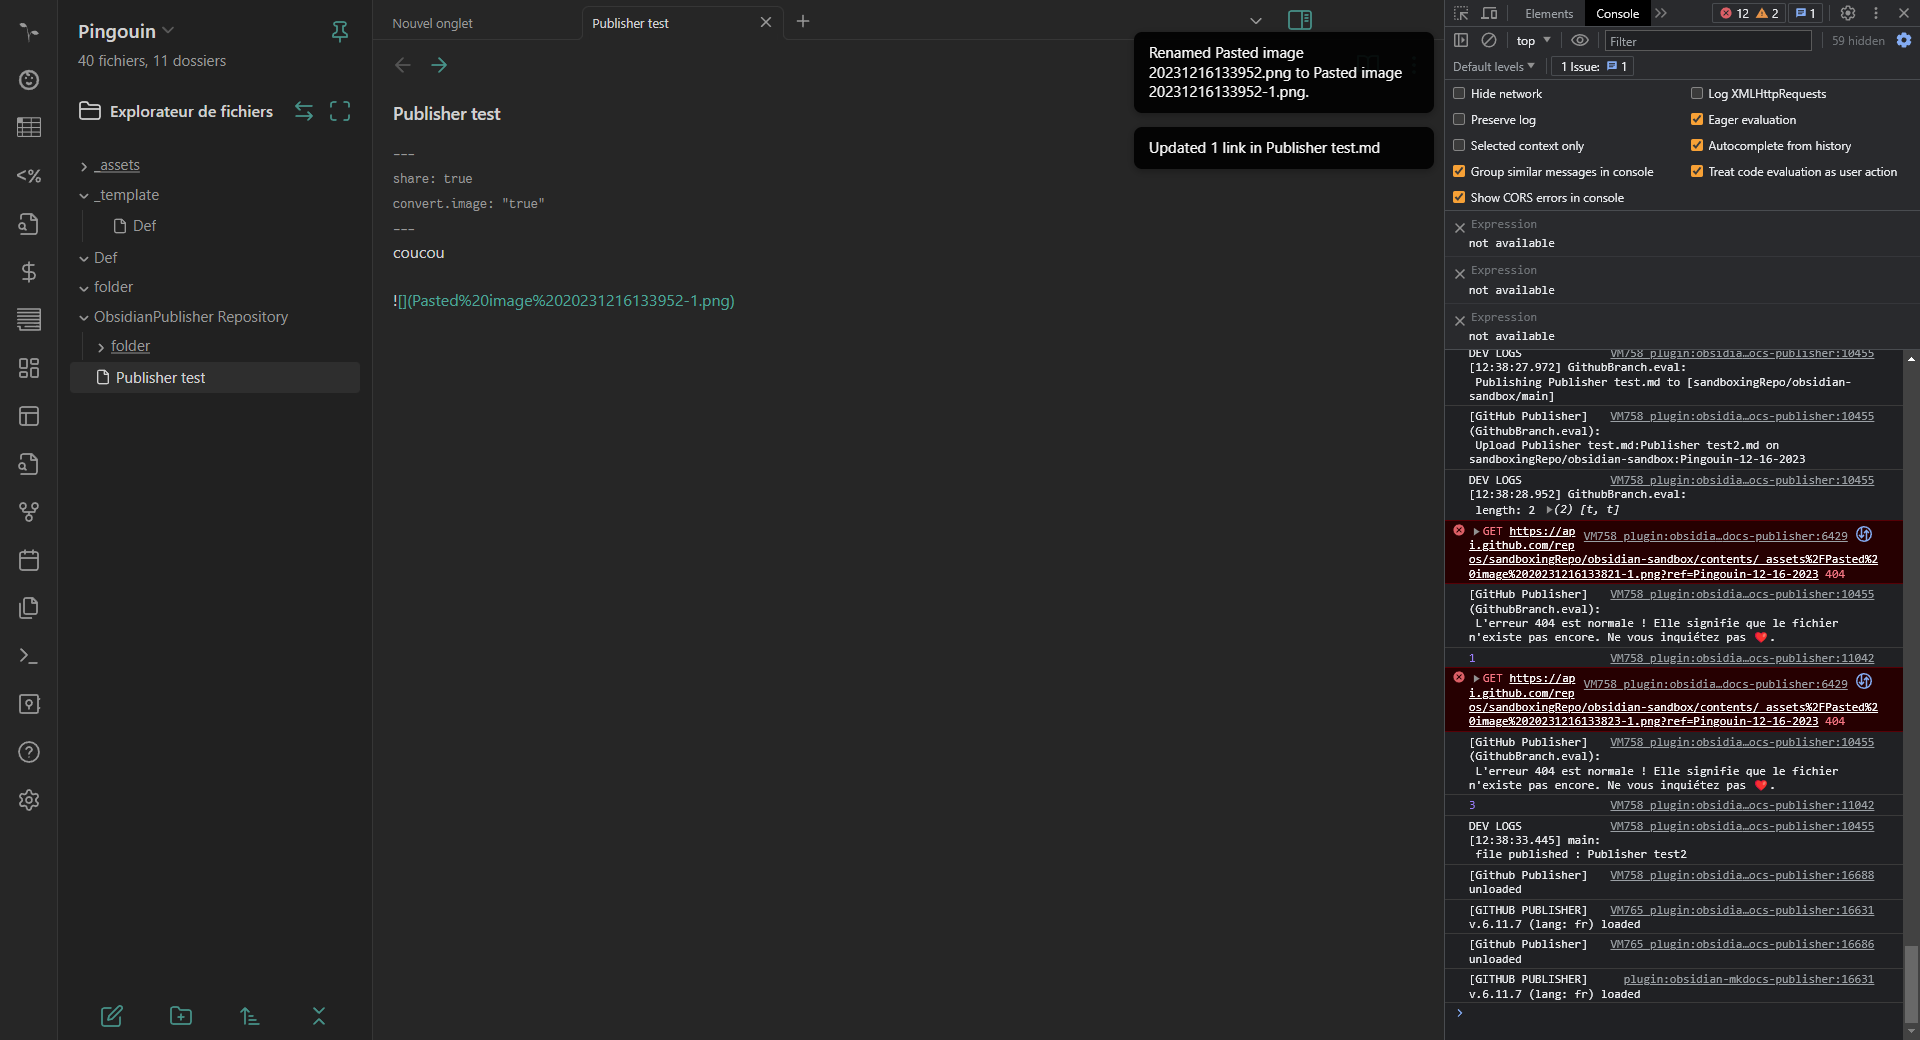 Pingouin
40 fichiers, 11 dossiers
Explorateur de fichiers
_assets
_template
Def
Def
folder
ObsidianPublisher Repository
folder
Publisher test
Nouvel onglet
Publisher test
Publisher test
---
share: true
convert.image: "true"
---
coucou
![](Pasted%20image%2020231216133952-1.png)
Renamed Pasted image
20231216133952.png to Pasted image
20231216133952-1.png.
Updated 1 link in Publisher test.md
Elements
Console
12
2
1
top
Filter
59 hidden
Default levels
1 Issue:
1
Hide network
Log XMLHttpRequests
Preserve log
Eager evaluation
Selected context only
Autocomplete from history
Group similar messages in console
Treat code evaluation as user action
Show CORS errors in console
Expression
not available
Expression
not available
Expression
not available
DEV LOGS VM758 plugin:obsidia…ocs-publisher:10455
[12:38:27.972] GithubBranch.eval:
Publishing Publisher test.md to [sandboxingRepo/obsidian-
sandbox/main]
[GitHub Publisher] VM758 plugin:obsidia…ocs-publisher:10455
(GithubBranch.eval):
Upload Publisher test.md:Publisher test2.md on
sandboxingRepo/obsidian-sandbox:Pingouin-12-16-2023
DEV LOGS VM758 plugin:obsidia…ocs-publisher:10455
[12:38:28.952] GithubBranch.eval:
length: 2 (2) [t, t]
GET https://ap VM758 plugin:obsidia…docs-publisher:6429
i.github.com/rep
os/sandboxingRepo/obsidian-sandbox/contents/_assets%2FPasted%2
0image%2020231216133821-1.png?ref=Pingouin-12-16-2023 404
[GitHub Publisher] VM758 plugin:obsidia…ocs-publisher:10455
(GithubBranch.eval):
L'erreur 404 est normale ! Elle signifie que le fichier
n'existe pas encore. Ne vous inquiétez pas ❤️.
1 VM758 plugin:obsidia…ocs-publisher:11042
GET https://ap VM758 plugin:obsidia…docs-publisher:6429
i.github.com/rep
os/sandboxingRepo/obsidian-sandbox/contents/_assets%2FPasted%2
0image%2020231216133823-1.png?ref=Pingouin-12-16-2023 404
[GitHub Publisher] VM758 plugin:obsidia…ocs-publisher:10455
(GithubBranch.eval):
L'erreur 404 est normale ! Elle signifie que le fichier
n'existe pas encore. Ne vous inquiétez pas ❤️.
3 VM758 plugin:obsidia…ocs-publisher:11042
DEV LOGS VM758 plugin:obsidia…ocs-publisher:10455
[12:38:33.445] main:
file published : Publisher test2
[Github Publisher] VM758 plugin:obsidia…ocs-publisher:16688
unloaded
[GITHUB PUBLISHER] VM765 plugin:obsidia…ocs-publisher:16631
v.6.11.7 (lang: fr) loaded
[Github Publisher] VM765 plugin:obsidia…ocs-publisher:16686
unloaded
[GITHUB PUBLISHER] plugin:obsidian-mkdocs-publisher:16631
v.6.11.7 (lang: fr) loaded